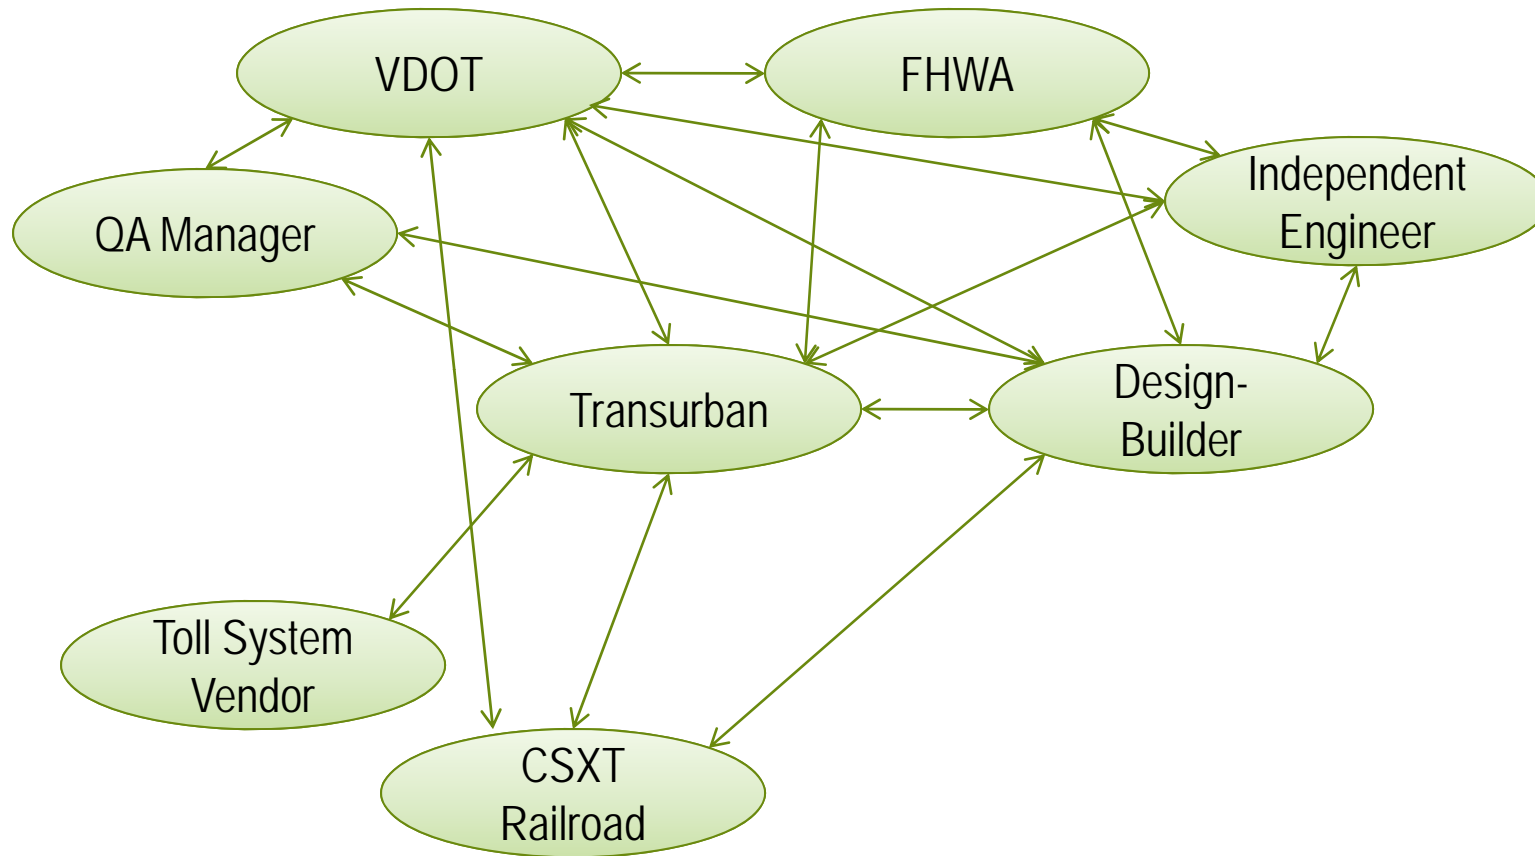 VDOT
FHWA
Independent
Engineer
QA Manager
Transurban
Design-
Builder
Toll System
Vendor
CSXT
Railroad